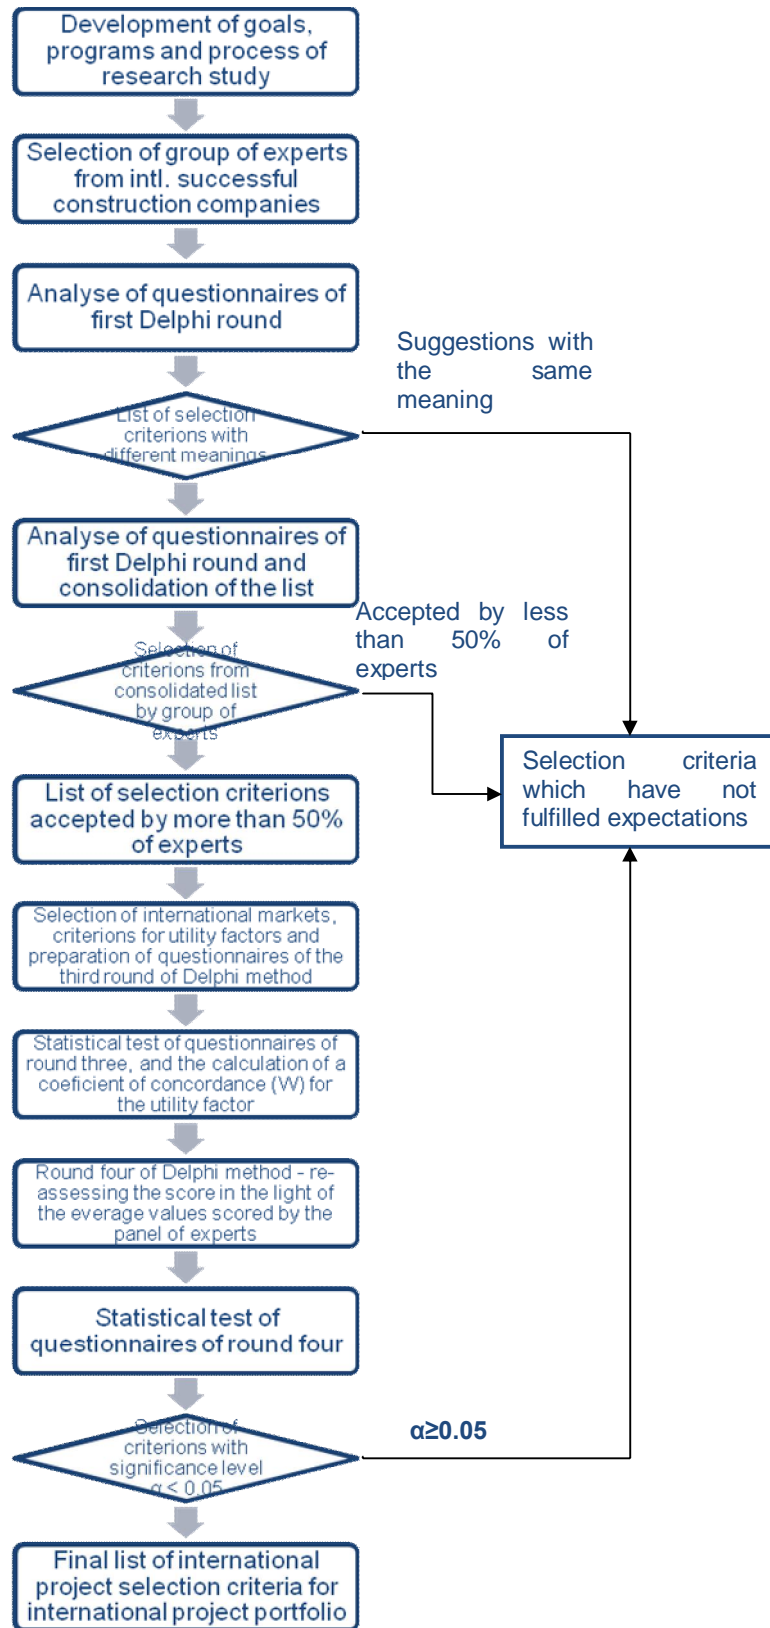 Development of goals,
programs and process of
research study
Selection of group of experts
from intl. successful
construction companies
Analyse of questionnaires of
first Delphi round
Suggestions with
the same
meaning
List of selection
criterions with
different meanings
Analyse of questionnaires of
first Delphi round and
consolidation of the list
Accepted by less
than 50% of
experts
Selection of
criterions from
consolidated list
by group of
experts
Selection criteria
which have not
fulfilled expectations
List of selection criterions
accepted by more than 50%
of experts
Selection of international markets,
criterions for utility factors and
preparation of questionnaires of the
third round of Delphi method
Statistical test of questionnaires of
round three, and the calculation of a
coeficient of concordance (W) for
the utility factor
Round four of Delphi method - re-
assessing the score in the light of
the everage values scored by the
panel of experts
Statistical test of
questionnaires of round four
α≥0.05
Selection of
criterions with
significance level
α < 0,05
Final list of international
project selection criteria for
international project portfolio